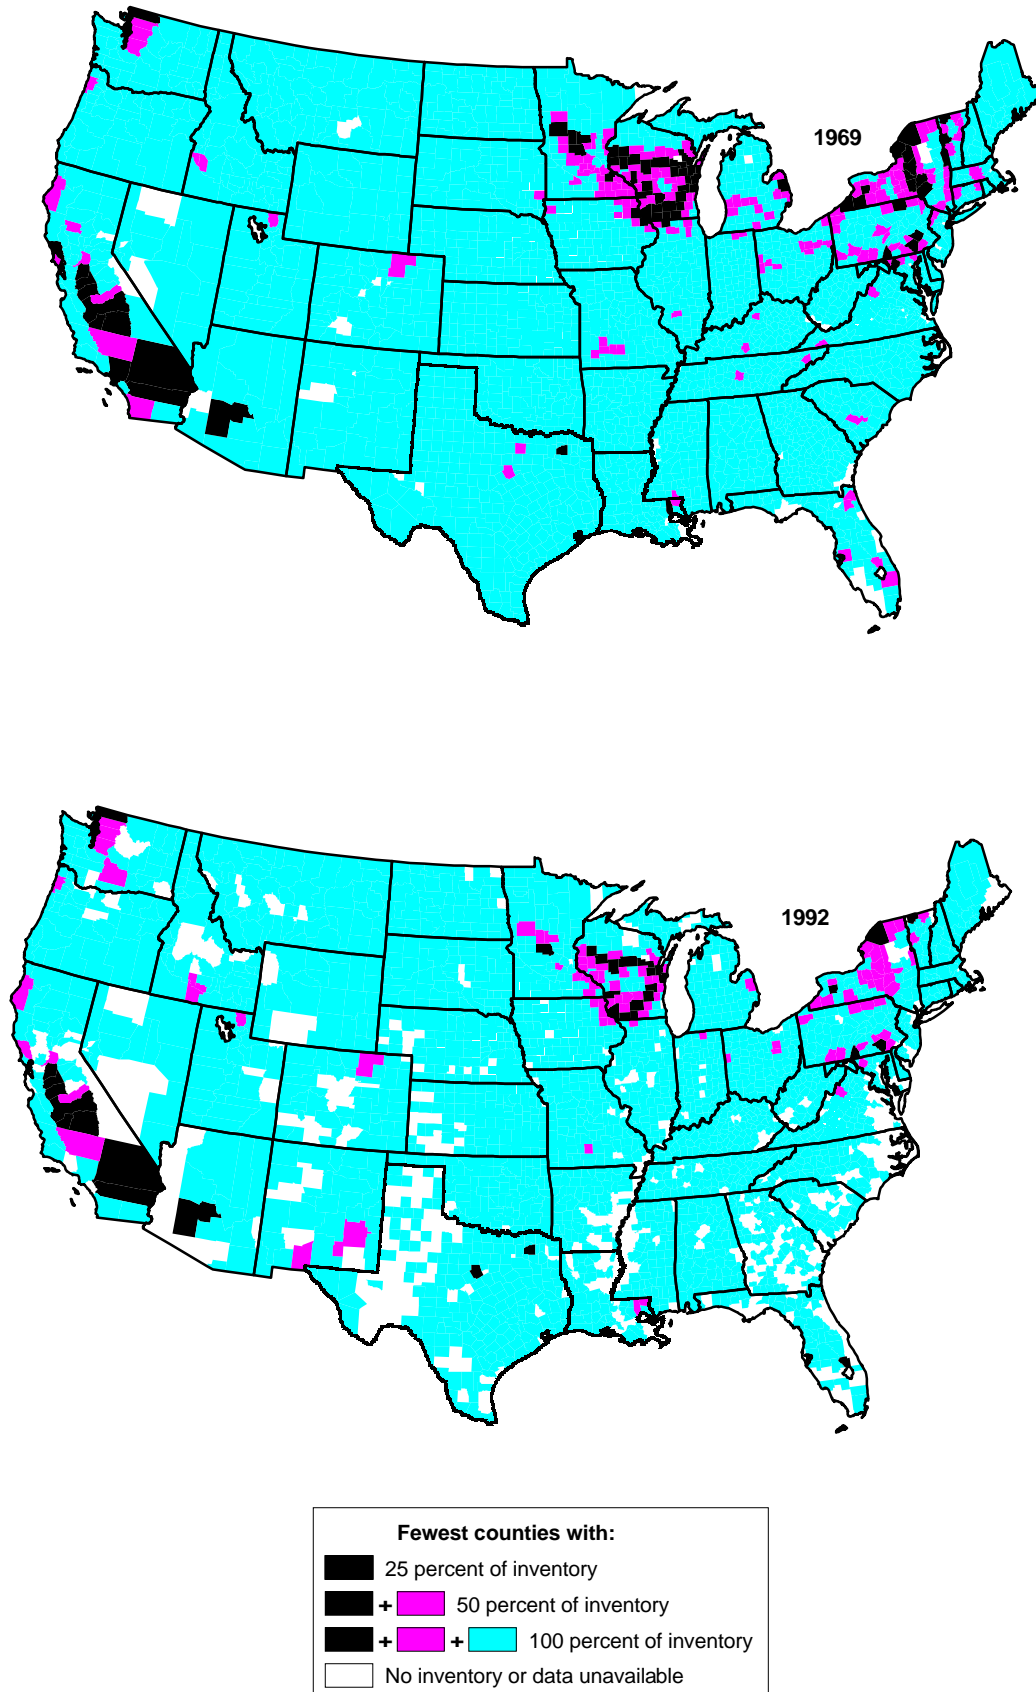 1969
1992
Fewest counties with:
25 percent of inventory
+ 50 percent of inventory
+ + 100 percent of inventory
No inventory or data unavailable